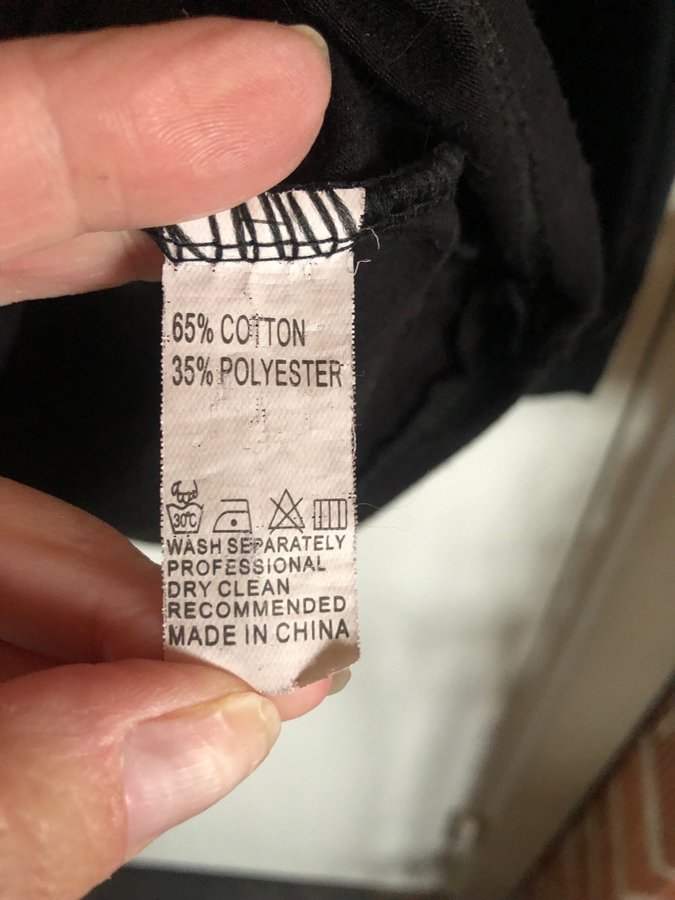 65% COTTON
35% POLYESTER
30°C
WASH SEPARATELY
PROFESSIONAL
DRY CLEAN
RECOMMENDED
MADE IN CHINA